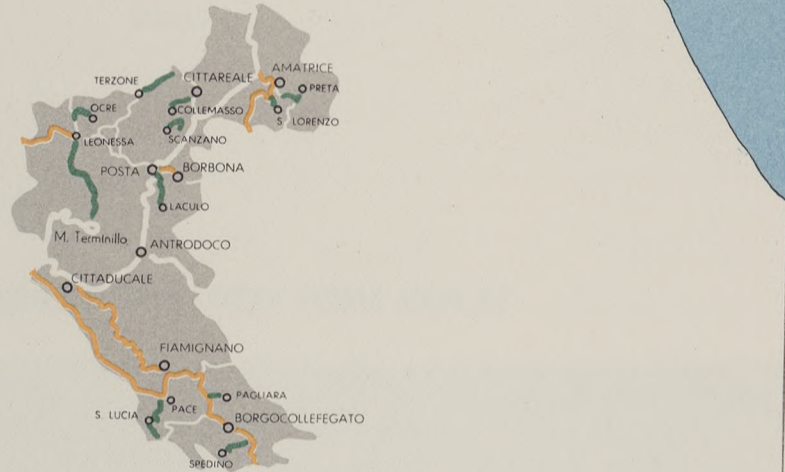 AMATRICE
TERZONE
CITTAREALE
PRETA
OCRE
COLLEMASSO
S. LORENZO
LEONESSA
SCANZANO
POSTA
BORBONA
LACULO
M. Terminillo
ANTRODOCO
CITTADUCALE
FIAMIGNANO
PAGLIARA
PACE
S. LUCIA
BORGOCOLLEFEGATO
SPEDINO